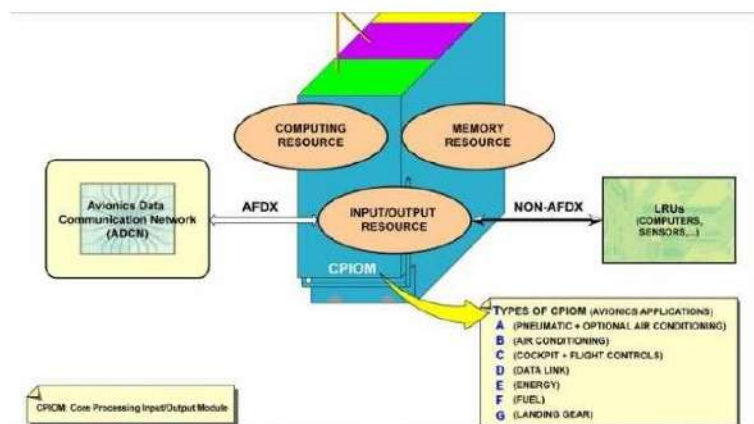 COMPUTING
RESOURCE
MEMORY
RESOURCE
Avionics Data
Communication Network
(ADCN)
AFDX
INPUT/OUTPUT
RESOURCE
NON-AFDX
LRUs
(COMPUTERS,
SENSORS,...)
CPIOM
TYPES OF CPIOM (AVIONICS APPLICATIONS)
A (PNEUMATIC + OPTIONAL AIR CONDITIONING)
B (AIR CONDITIONING)
C (COCKPIT + FLIGHT CONTROLS)
D (DATA LINK)
E (ENERGY)
F (FUEL)
G (LANDING GEAR)
CPIOM: Core Processing Input/Output Module